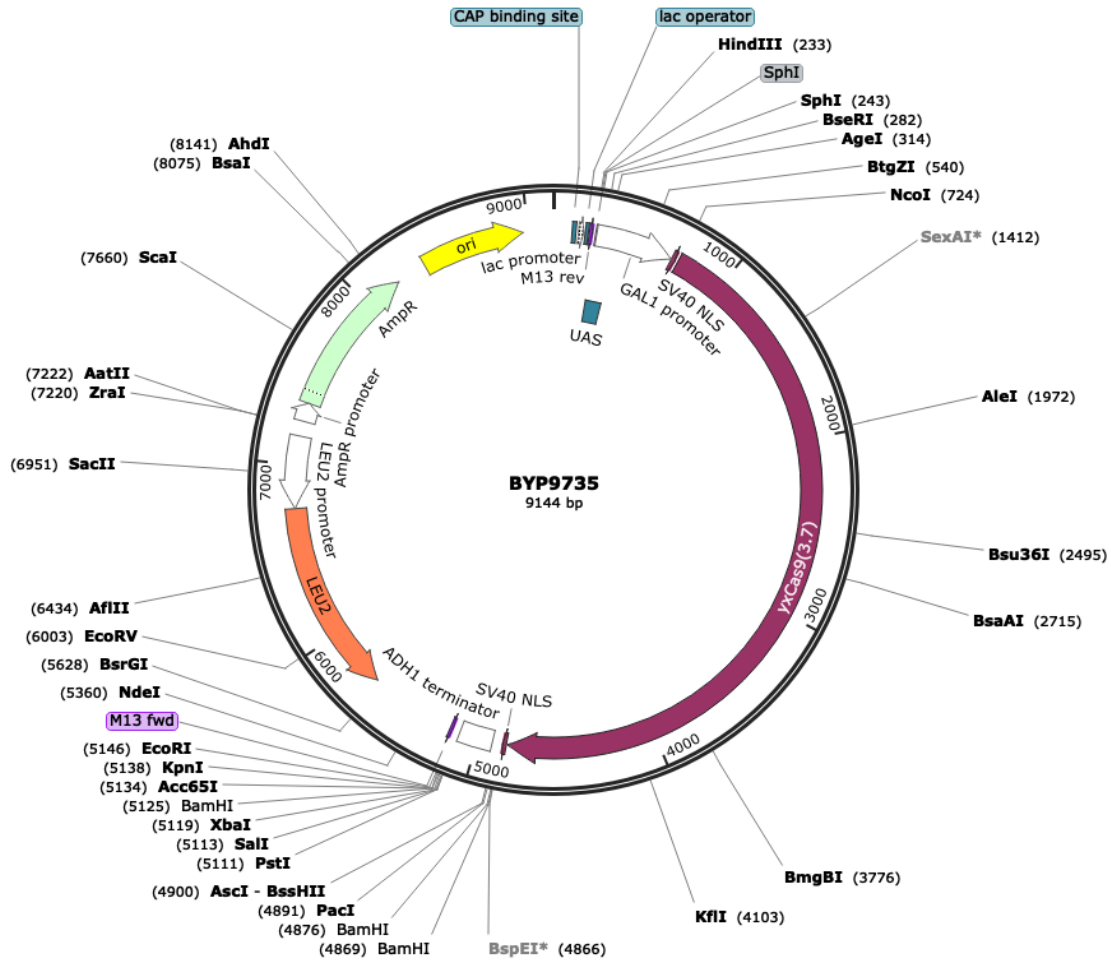 CAP binding site
lac operator
HindIII (233)
SphI
SphI (243)
BseRI (282)
AgeI (314)
BtgZI (540)
NcoI (724)
SexAI* (1412)
AleI (1972)
Bsu36I (2495)
BsaAI (2715)
BmgBI (3776)
KflI (4103)
BspEI* (4866)
(4869) BamHI
(4876) BamHI
(4891) PacI
(4900) AscI - BssHII
(5111) PstI
(5113) SalI
(5119) XbaI
(5125) BamHI
(5134) Acc65I
(5138) KpnI
(5146) EcoRI
M13 fwd
(5360) NdeI
(5628) BsrGI
(6003) EcoRV
(6434) AflII
(6951) SacII
(7220) ZraI
(7222) AatII
(7660) ScaI
(8075) BsaI
(8141) AhdI
1000
2000
3000
4000
5000
6000
7000
8000
9000
ori
lac promoter
M13 rev
UAS
GAL1 promoter
SV40 NLS
yxCas9(3.7)
SV40 NLS
ADH1 terminator
LEU2
LEU2 promoter
AmpR promoter
AmpR
BYP9735
9144 bp